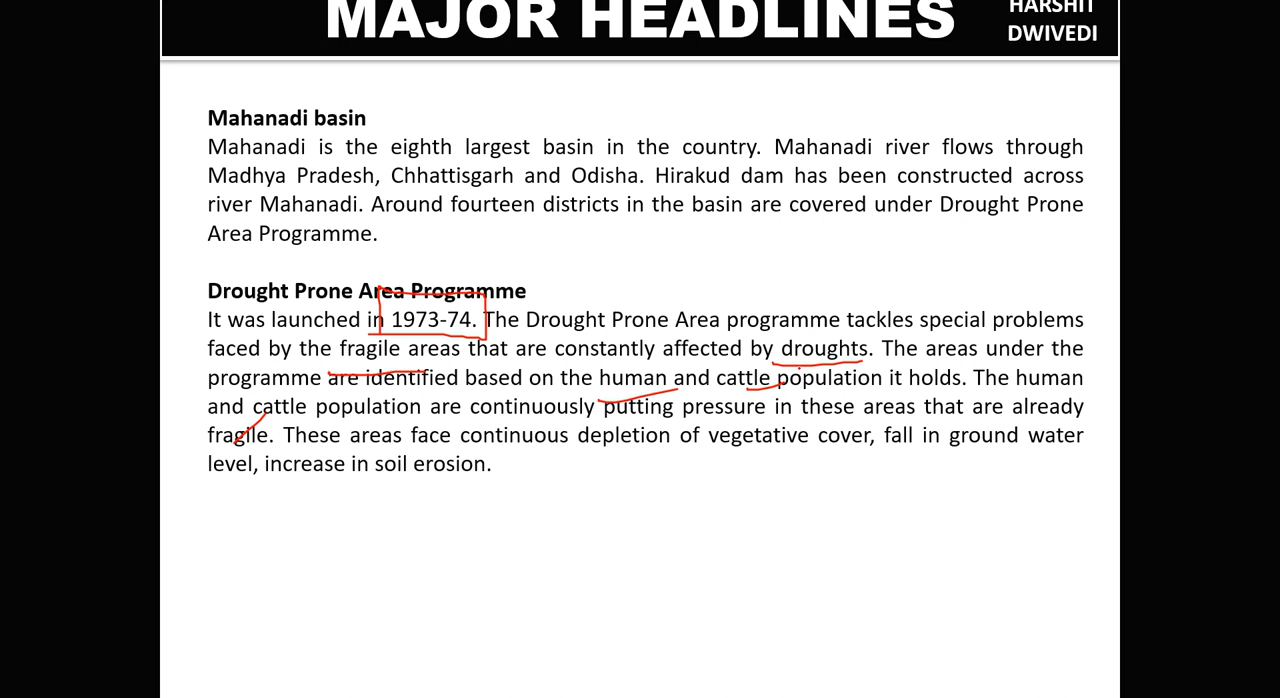 MAJOR HEADLINES
HARSHIT
DWIVEDI
Mahanadi basin
Mahanadi is the eighth largest basin in the country. Mahanadi river flows through
Madhya Pradesh, Chhattisgarh and Odisha. Hirakud dam has been constructed across
river Mahanadi. Around fourteen districts in the basin are covered under Drought Prone
Area Programme.
Drought Prone Area Programme
It was launched in 1973-74. The Drought Prone Area programme tackles special problems
faced by the fragile areas that are constantly affected by droughts. The areas under the
programme are identified based on the human and cattle population it holds. The human
and cattle population are continuously putting pressure in these areas that are already
fragile. These areas face continuous depletion of vegetative cover, fall in ground water
level, increase in soil erosion.